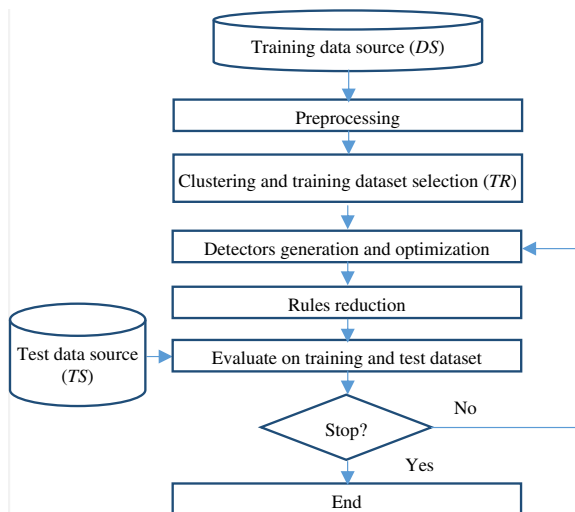 Training data source (DS)
Preprocessing
Clustering and training dataset selection (TR)
Detectors generation and optimization
Rules reduction
Test data source
(TS)
Evaluate on training and test dataset
No
Stop?
Yes
End